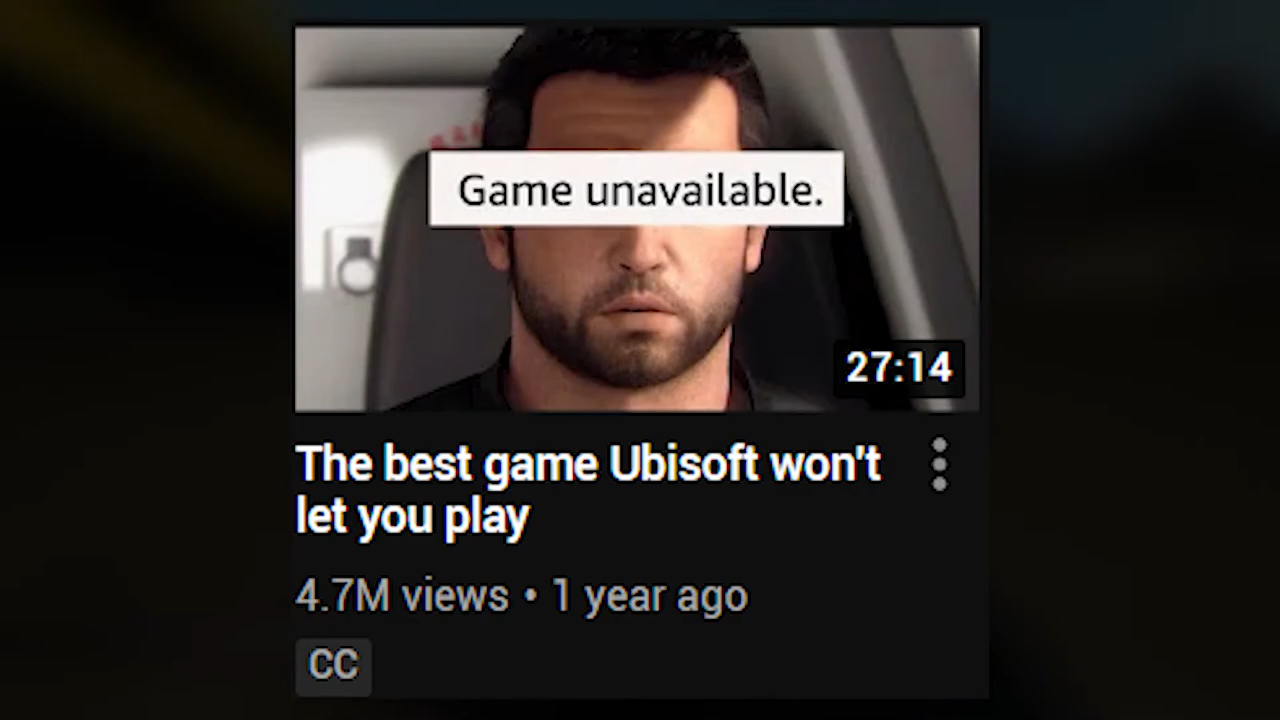 Game unavailable.
27:14
The best game Ubisoft won't
let you play
4.7M views • 1 year ago
CC